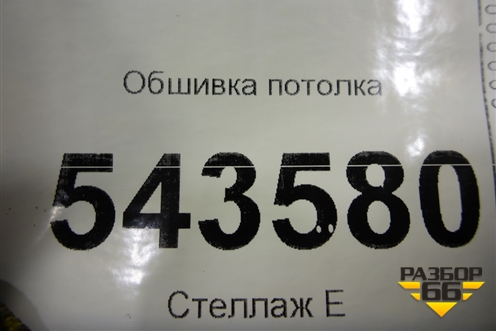 Обшивка потолка
543580
Стеллаж Е
РАЗБОР
66